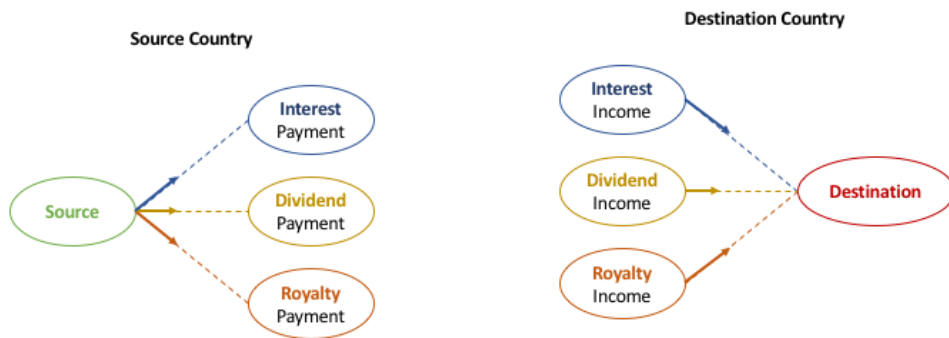 Source Country
Source
Interest
Payment
Dividend
Payment
Royalty
Payment
Destination Country
Interest
Income
Dividend
Income
Royalty
Income
Destination